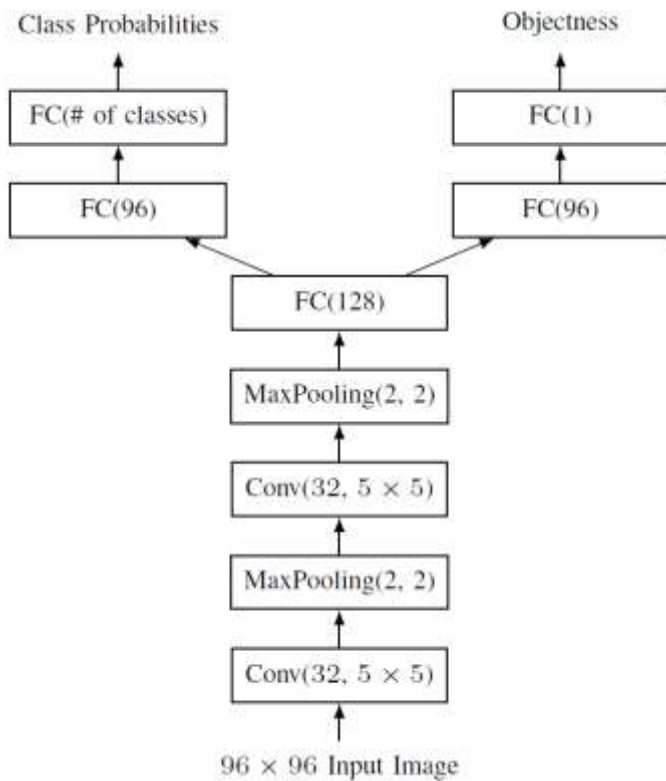 Class Probabilities
Objectness
FC(# of classes)
FC(1)
FC(96)
FC(96)
FC(128)
MaxPooling(2, 2)
Conv(32, 5 × 5)
MaxPooling(2, 2)
Conv(32, 5 × 5)
96 × 96 Input Image